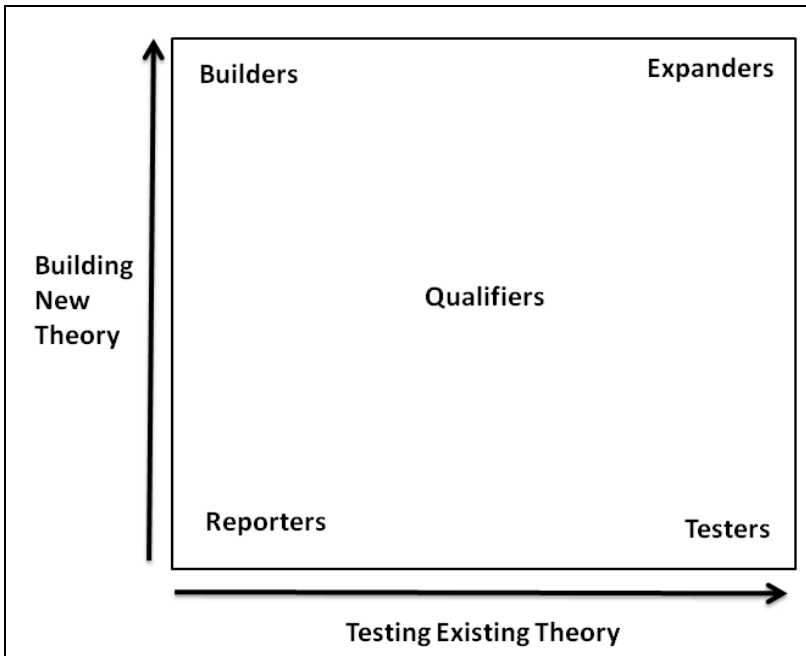 Builders
Expanders
Building
New
Theory
Qualifiers
Reporters
Testers
Testing Existing Theory